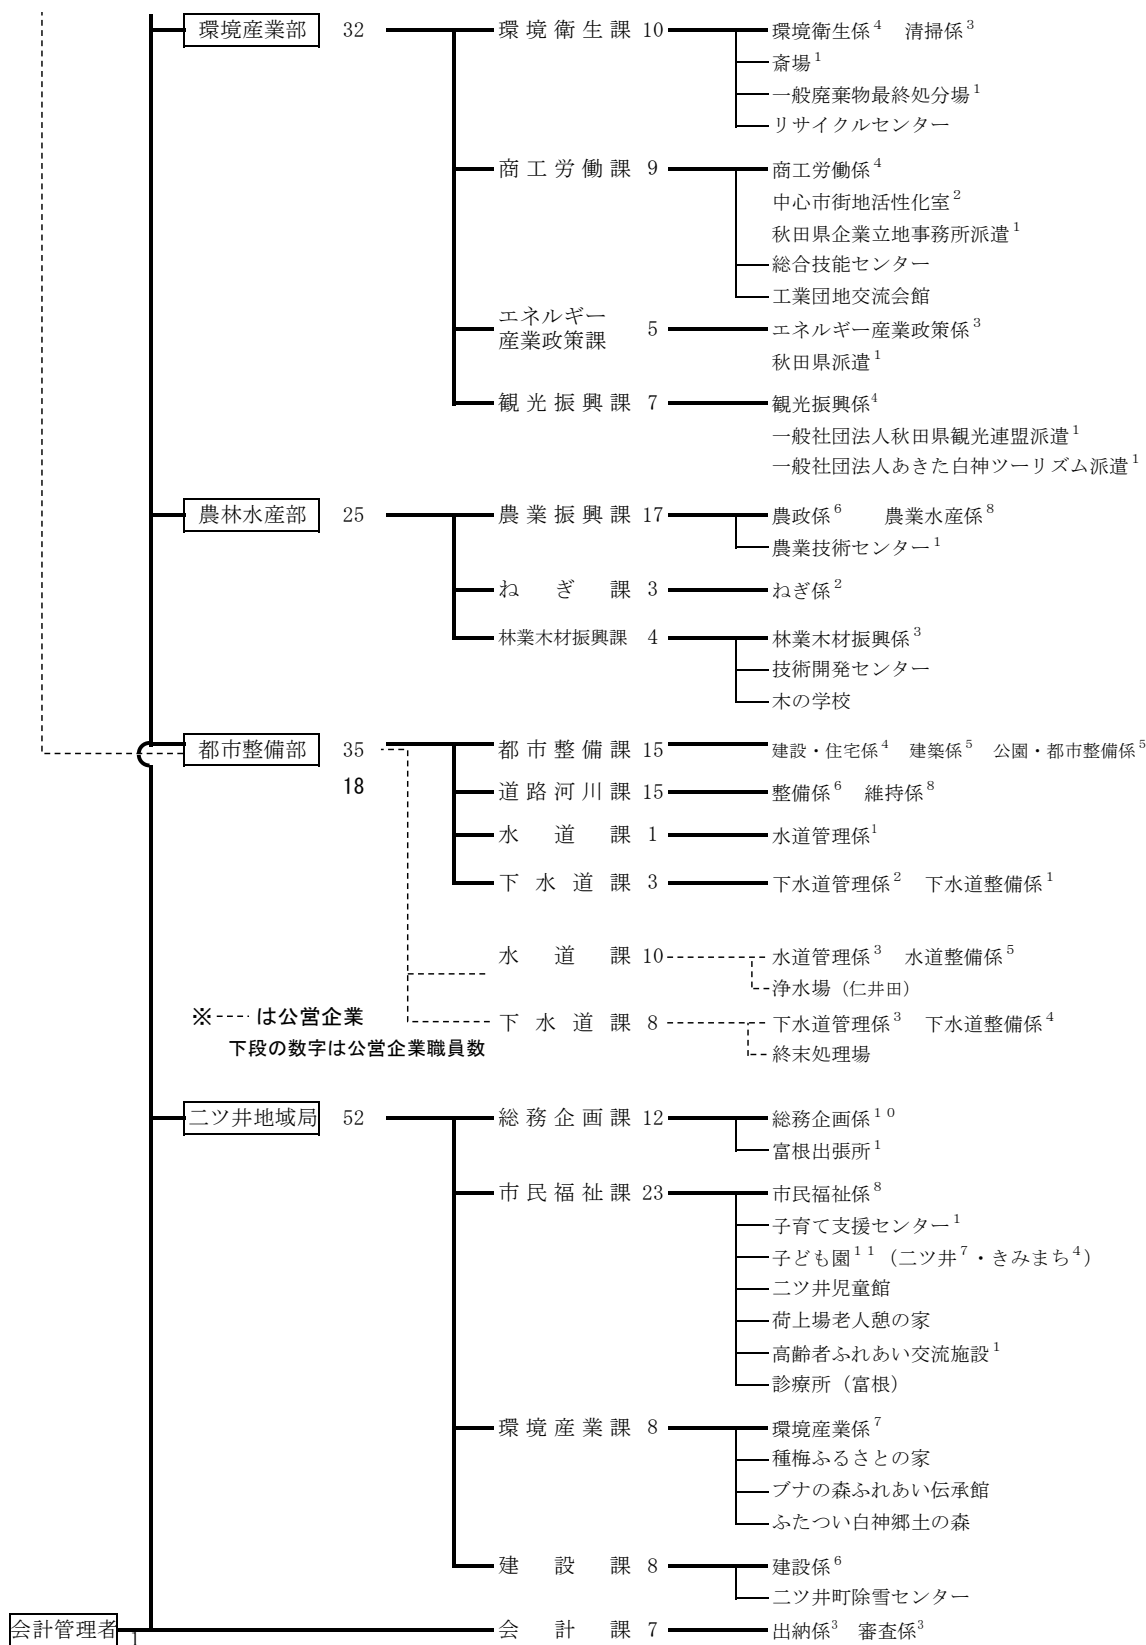 環境産業部 32 環境衛生課 10 環境衛生係4 清掃係3
斎場1
一般廃棄物最終処分場1
リサイクルセンター
商工労働課 9 商工労働係4
中心市街地活性化室2
秋田県企業立地事務所派遣1
総合技能センター
工業団地交流会館
エネルギー
産業政策課 5 エネルギー産業政策係3
秋田県派遣1
観光振興課 7 観光振興係4
一般社団法人秋田県観光連盟派遣1
一般社団法人あきた白神ツーリズム派遣1
農林水産部 25 農業振興課 17 農政係6 農業水産係8
農業技術センター1
ねぎ課 3 ねぎ係2
林業木材振興課 4 林業木材振興係3
技術開発センター
木の学校
都市整備部 35 都市整備課 15 建設・住宅係4 建築係5 公園・都市整備係5
18 道路河川課 15 整備係6 維持係8
水道課 1 水道管理係1
下水道課 3 下水道管理係2 下水道整備係1
水道課 10 水道管理係3 水道整備係5
浄水場（仁井田）
※---- は公営企業
下水道課 8 下水道管理係3 下水道整備係4
下段の数字は公営企業職員数
終末処理場
二ツ井地域局 52 総務企画課 12 総務企画係10
富根出張所1
市民福祉課 23 市民福祉係8
子育て支援センター1
子ども園11（二ツ井7・きみまち4）
二ツ井児童館
荷上場老人憩の家
高齢者ふれあい交流施設1
診療所（富根）
環境産業課 8 環境産業係7
種梅ふるさとの家
ブナの森ふれあい伝承館
ふたつい白神郷土の森
建設課 8 建設係6
二ツ井町除雪センター
会計管理者 1 会計課 7 出納係3 審査係3